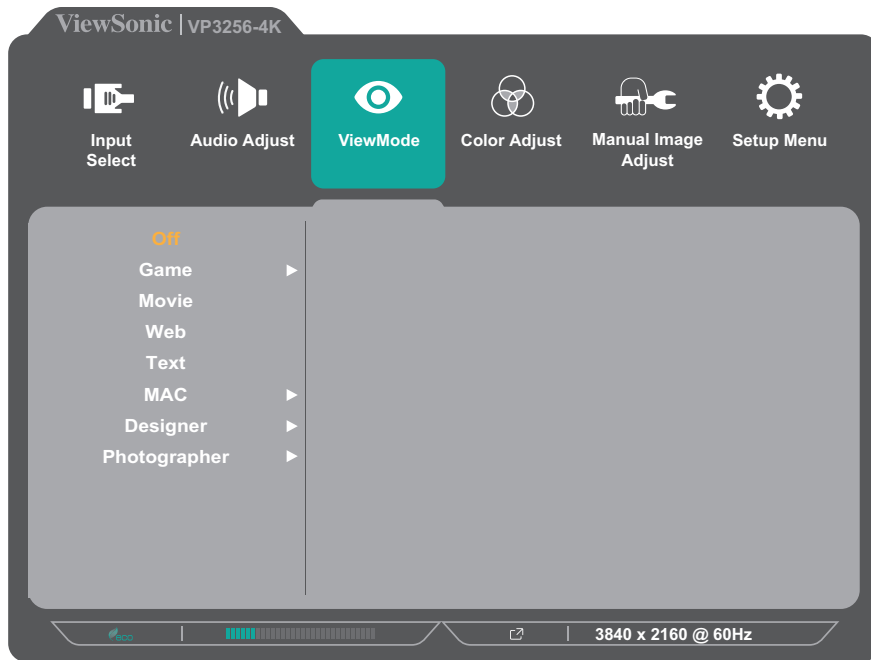 ViewSonic | VP3256-4K
Input Select
Audio Adjust
ViewMode
Color Adjust
Manual Image Adjust
Setup Menu
Off
Game
Movie
Web
Text
MAC
Designer
Photographer
eco
3840 x 2160 @ 60Hz